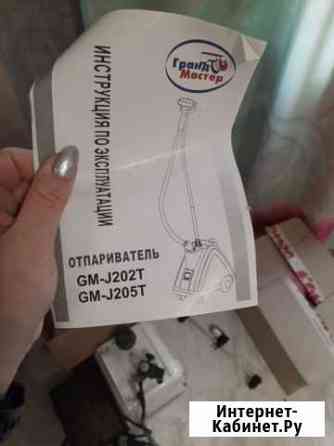 ГранД
Мастер
ИНСТРУКЦИЯ ПО ЭКСПЛУАТАЦИИ
ОТПАРИВАТЕЛЬ
GM-J202T
GM-J205T
Интернет-
Кабинет.Ру